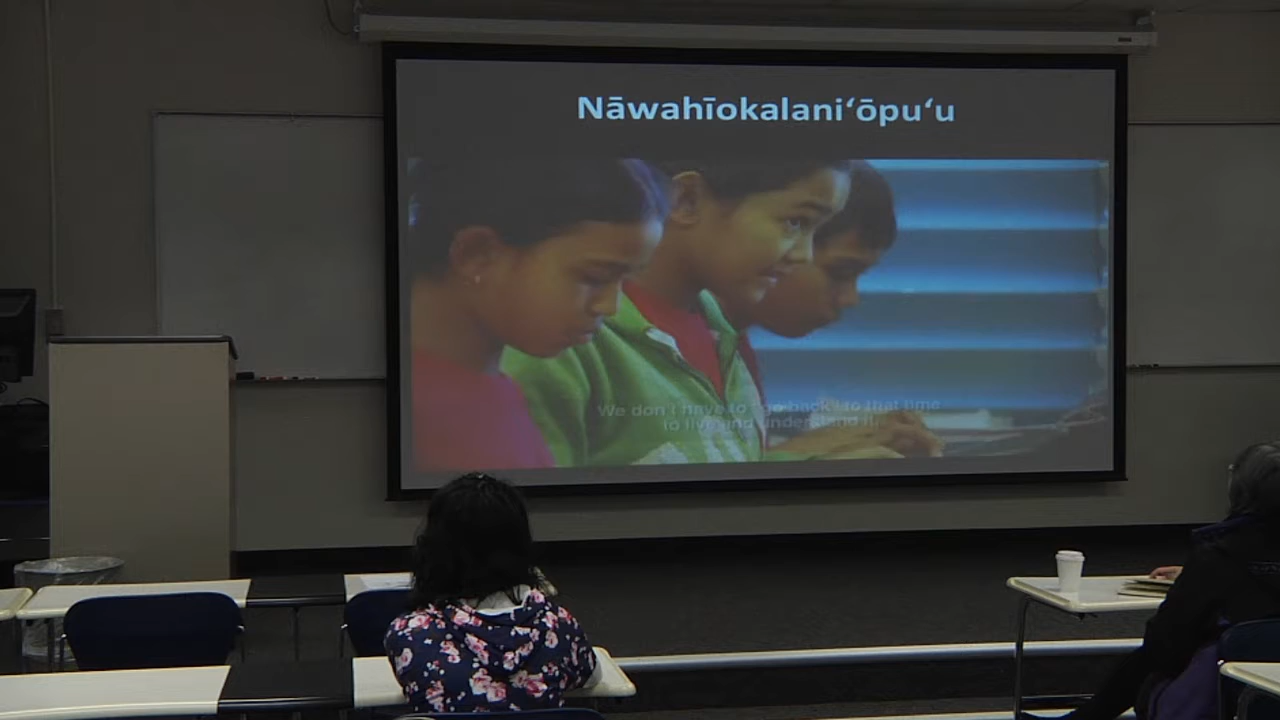 Nāwahīokalaniʻōpuʻu
We don't have to go back to that time
to live and understand it.